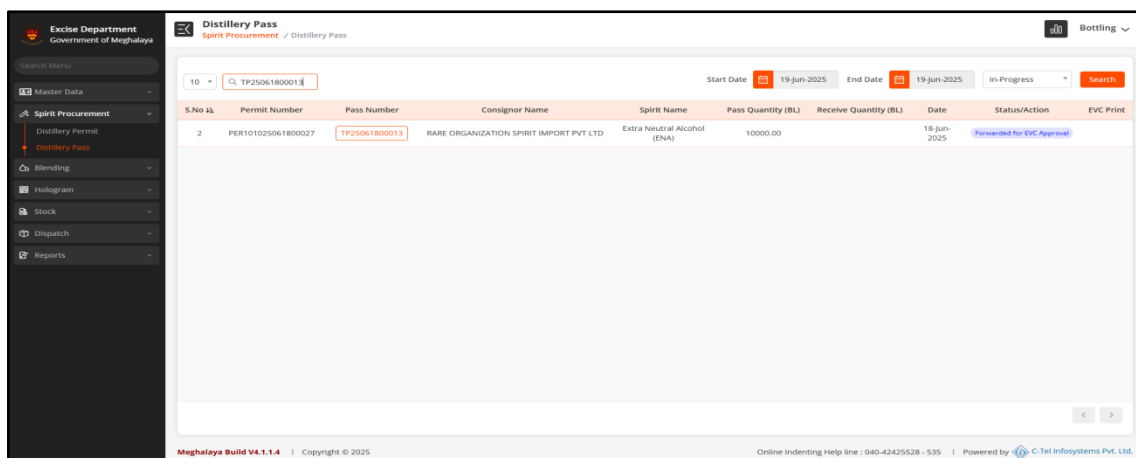 Excise Department
Government of Meghalaya
Search Menu
Master Data
Spirit Procurement
Distillery Permit
Distillery Pass
Blending
Hologram
Stock
Dispatch
Reports
Distillery Pass
Spirit Procurement / Distillery Pass
Bottling
10 TP25061800013 Start Date 19-Jun-2025 End Date 19-Jun-2025 In-Progress Search
S.No Permit Number Pass Number Consignor Name Spirit Name Pass Quantity (BL) Receive Quantity (BL) Date Status/Action EVC Print
2 PER101025061800027 TP25061800013 RARE ORGANIZATION SPIRIT IMPORT PVT LTD Extra Neutral Alcohol 10000.00 18-Jun- Forwarded for EVC Approval
(ENA) 2025
< >
Meghalaya Build V4.1.1.4 | Copyright © 2025 Online Indenting Help line : 040-42425528 - 535 | Powered by C-Tel Infosystems Pvt. Ltd.